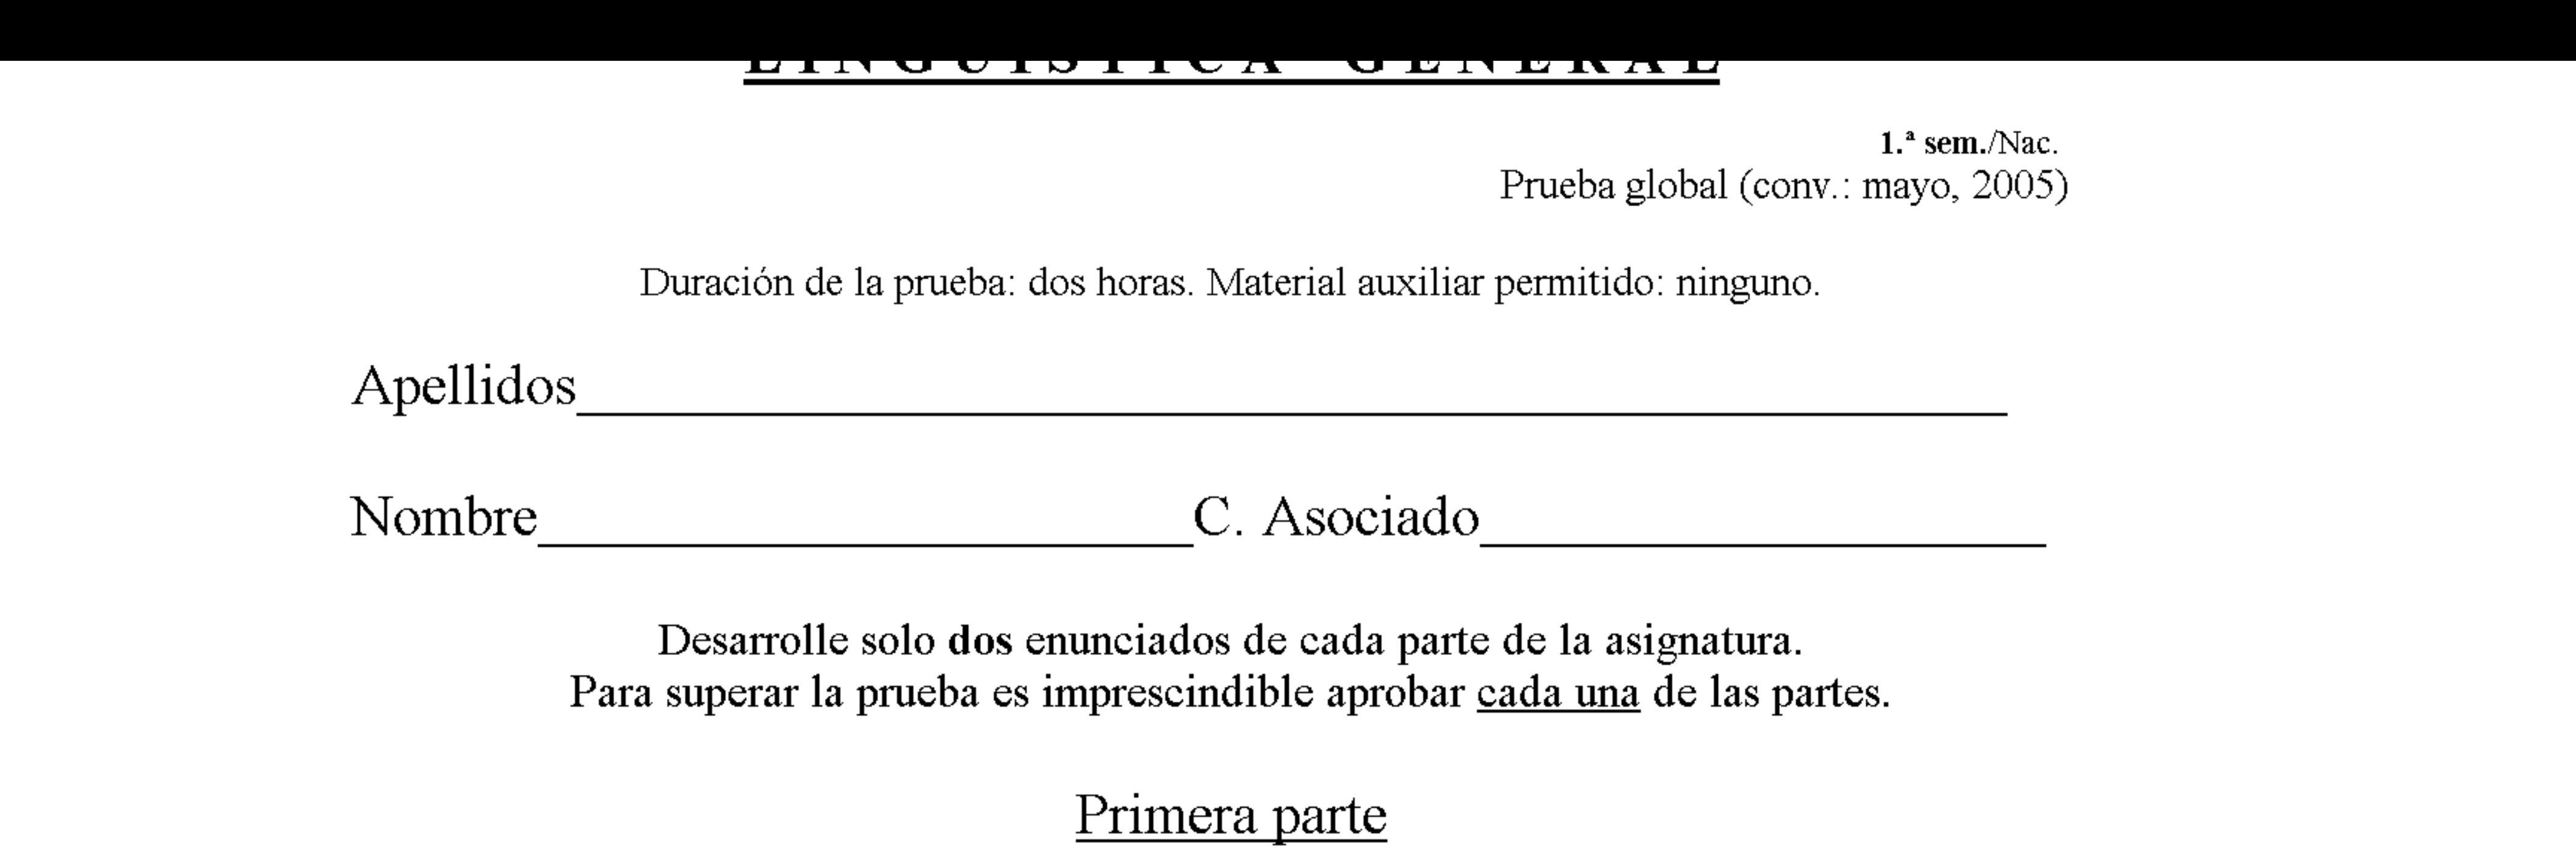 LINGÜÍSTICA GENERAL
1.ª sem./Nac.
Prueba global (conv.: mayo, 2005)
Duración de la prueba: dos horas. Material auxiliar permitido: ninguno.
Apellidos
Nombre C. Asociado
Desarrolle solo dos enunciados de cada parte de la asignatura.
Para superar la prueba es imprescindible aprobar cada una de las partes.
Primera parte